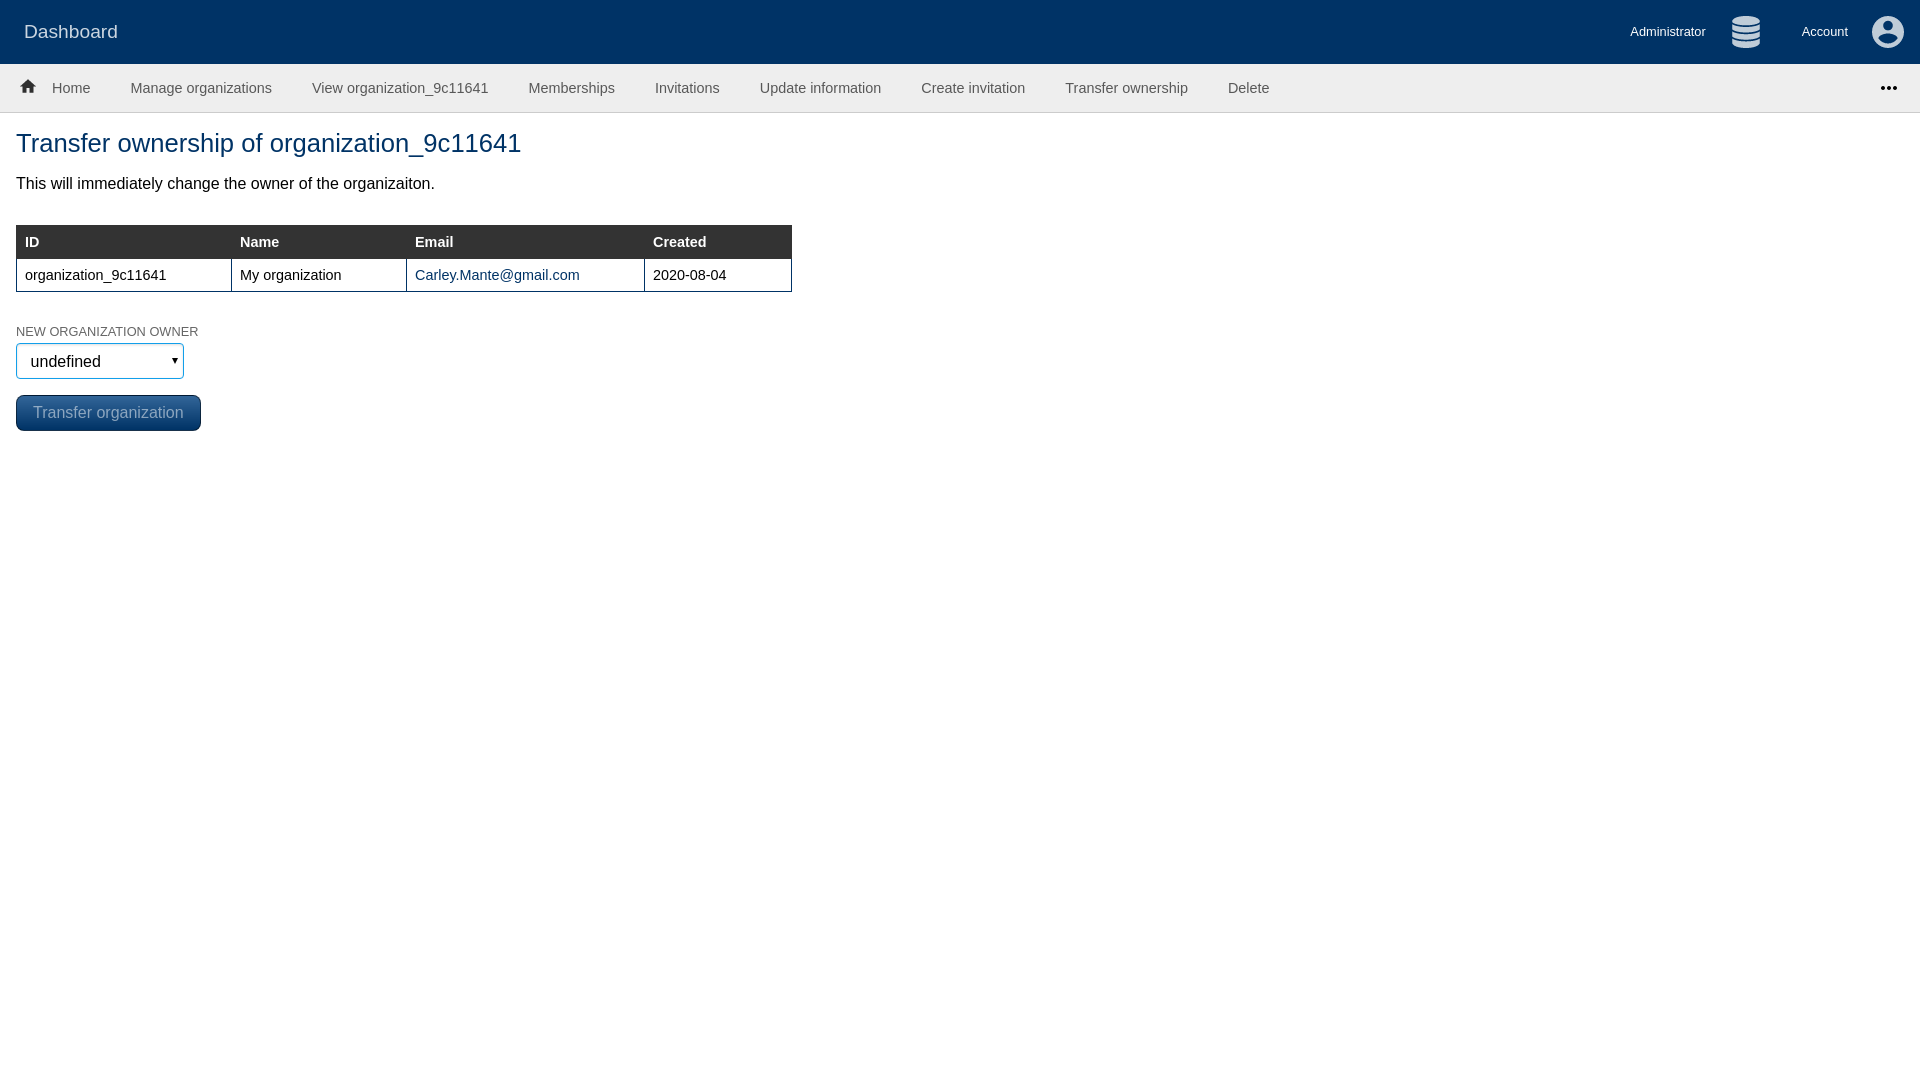 Dashboard
Administrator
Account
Home Manage organizations View organization_9c11641 Memberships Invitations Update information Create invitation Transfer ownership Delete
Transfer ownership of organization_9c11641
This will immediately change the owner of the organizaiton.
ID Name Email Created
organization_9c11641 My organization Carley.Mante@gmail.com 2020-08-04
NEW ORGANIZATION OWNER
undefined
Transfer organization